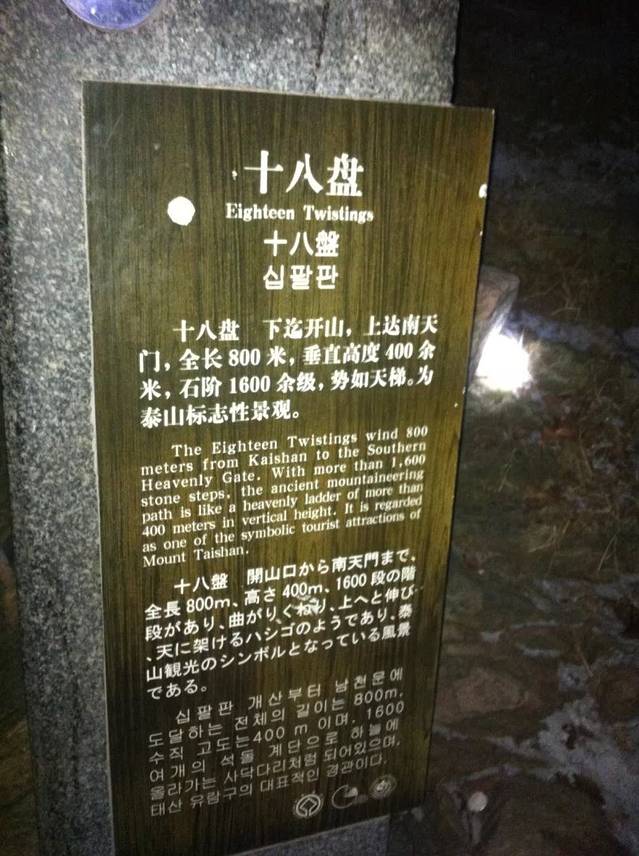 十八盘
Eighteen Twistings
十八盤
십팔판
十八盘 下迄开山，上达南天
门，全长 800 米，垂直高度 400 余
米，石阶 1600 余级，势如天梯。为
泰山标志性景观。
The Eighteen Twistings wind 800
meters from Kaishan to the Southern
Heavenly Gate. With more than 1,600
stone steps, the ancient mountaineering
path is like a heavenly ladder of more than
400 meters in vertical height. It is regarded
as one of the symbolic tourist attractions of
Mount Taishan.
十八盤 開山口から南天門まで、
全長 800m、高さ 400m、1600 段の階
段があり、曲がりくねり、上へと伸び
、天に架けるハシゴのようであり、泰
山観光のシンボルとなっている風景
である。
십팔판 개산부터 남천문에
도달하는 전체의 길이는 800m,
수직 고도는 400 m 이며, 1600
여개의 석돌 계단으로 하늘에
올라가는 사닥다리처럼 되어있으며,
태산 유람구의 대표적인 경관이다.